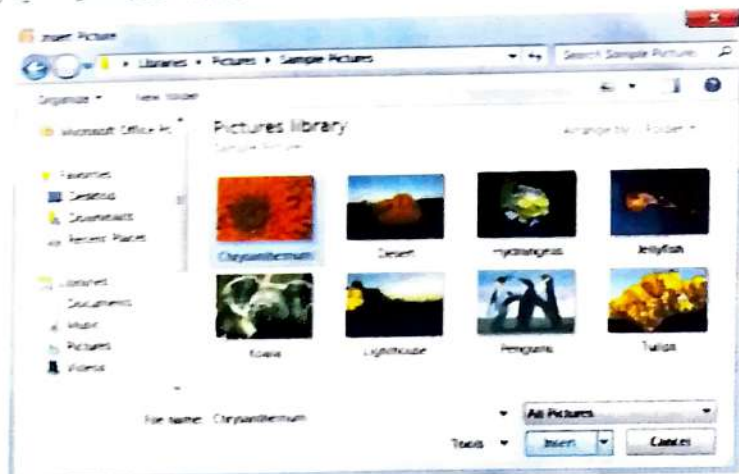 Insert Picture
Libraries Pictures Sample Pictures
Search Sample Pictures
Organize New folder
Microsoft Office
Pictures library
Sample Pictures
Arrange by: Folder
Favorites
Desktop
Downloads
Recent Places
Libraries
Documents
Music
Pictures
Videos
Chrysanthemum Desert Hydrangeas Jellyfish
Koala Lighthouse Penguins Tulips
File name: Chrysanthemum
All Pictures
Tools Insert Cancel